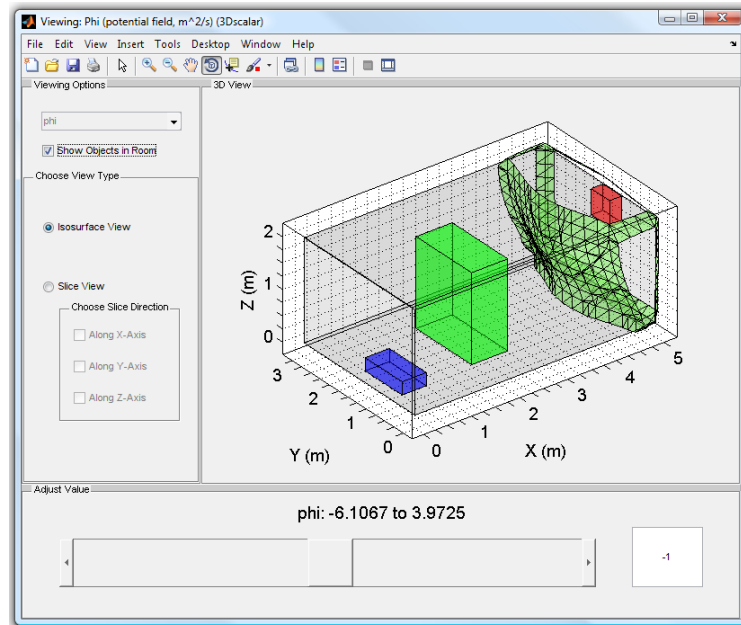 Viewing: Phi (potential field, m^2/s) (3Dscalar)
File Edit View Insert Tools Desktop Window Help
Viewing Options
phi
Show Objects in Room
Choose View Type
Isosurface View
Slice View
Choose Slice Direction
Along X-Axis
Along Y-Axis
Along Z-Axis
3D View
2
1
0
Z (m)
3
2
1
0
Y (m)
0
1
2
3
4
5
X (m)
Adjust Value
phi: -6.1067 to 3.9725
-1